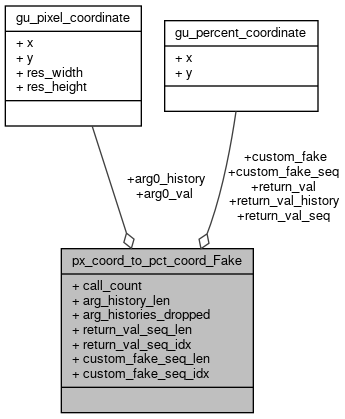 gu_pixel_coordinate
+ x
+ y
+ res_width
+ res_height
gu_percent_coordinate
+ x
+ y
+arg0_history
+arg0_val
+custom_fake
+custom_fake_seq
+return_val
+return_val_history
+return_val_seq
px_coord_to_pct_coord_Fake
+ call_count
+ arg_history_len
+ arg_histories_dropped
+ return_val_seq_len
+ return_val_seq_idx
+ custom_fake_seq_len
+ custom_fake_seq_idx